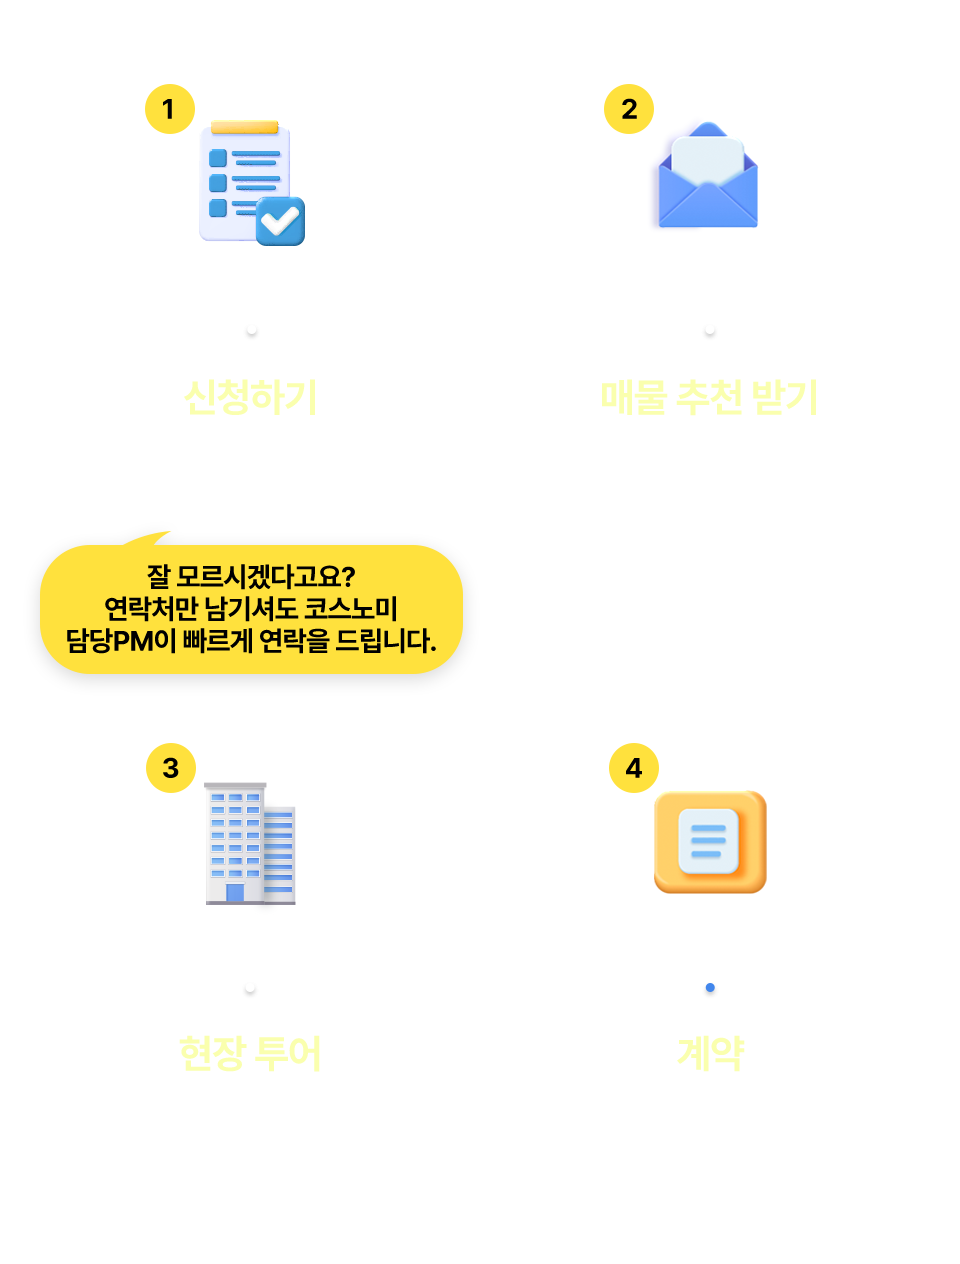 1
2
신청하기
매물 추천 받기
잘 모르시겠다고요?
연락처만 남기셔도 코스노미
담당PM이 빠르게 연락을 드립니다.
3
4
현장 투어
계약